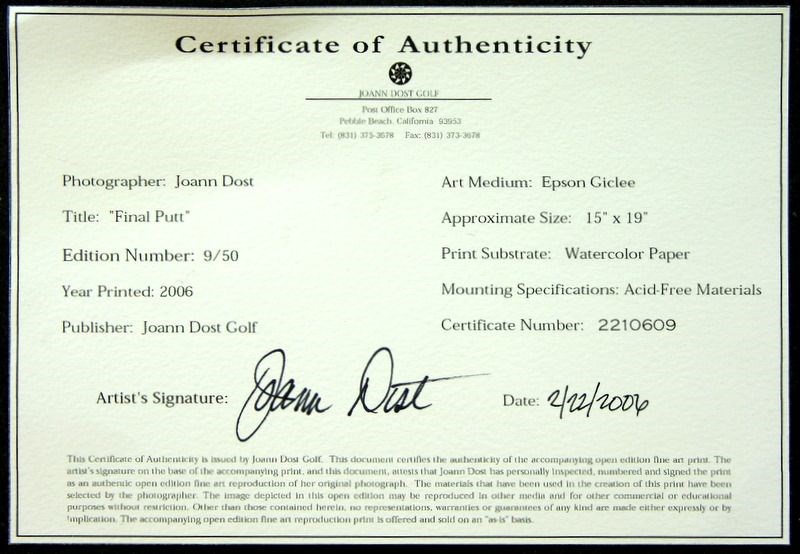 Certificate of Authenticity
JOANN DOST GOLF
Post Office Box 827
Pebble Beach, California 93953
Tel: (831) 375-3678 Fax: (831) 373-3678
Photographer: Joann Dost
Art Medium: Epson Giclee
Title: "Final Putt"
Approximate Size: 15" x 19"
Edition Number: 9/50
Print Substrate: Watercolor Paper
Year Printed: 2006
Mounting Specifications: Acid-Free Materials
Publisher: Joann Dost Golf
Certificate Number: 2210609
Artist's Signature: Joann Dost Date: 2/22/2006
This Certificate of Authenticity is issued by Joann Dost Golf. This document certifies the authenticity of the accompanying open edition fine art print. The
artist's signature on the base of the accompanying print, and this document, attests that Joann Dost has personally inspected, numbered and signed the print
as an authentic open edition fine art reproduction of her original photograph. The materials that have been used in the creation of this print have been
selected by the photographer. The image depicted in this open edition may be reproduced in other media and for other commercial or educational
purposes without restriction. Other than those contained herein, no representations, warranties or guarantees of any kind are made either expressly or by
implication. The accompanying open edition fine art reproduction print is offered and sold on an "as-is" basis.